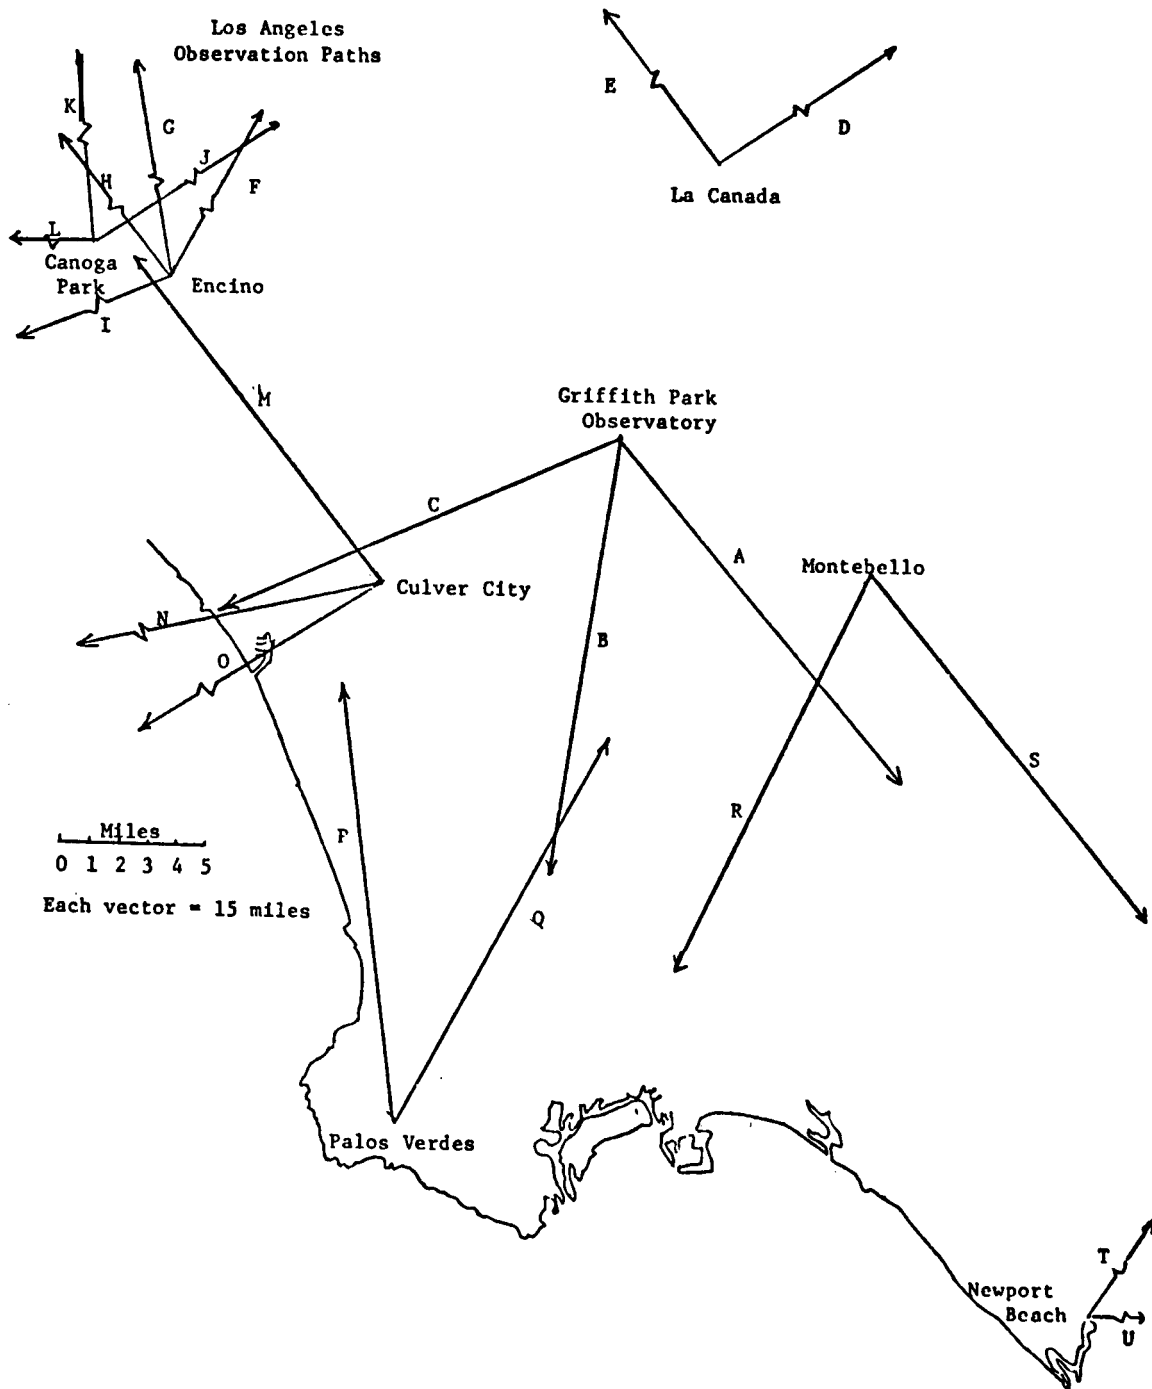 Los Angeles
Observation Paths
K
G
E
D
H
J
F
La Canada
L
Canoga
Park
Encino
I
M
Griffith Park
Observatory
C
A
Montebello
Culver City
N
B
O
S
R
P
Miles
0 1 2 3 4 5
Each vector = 15 miles
Q
Palos Verdes
T
Newport
Beach
U